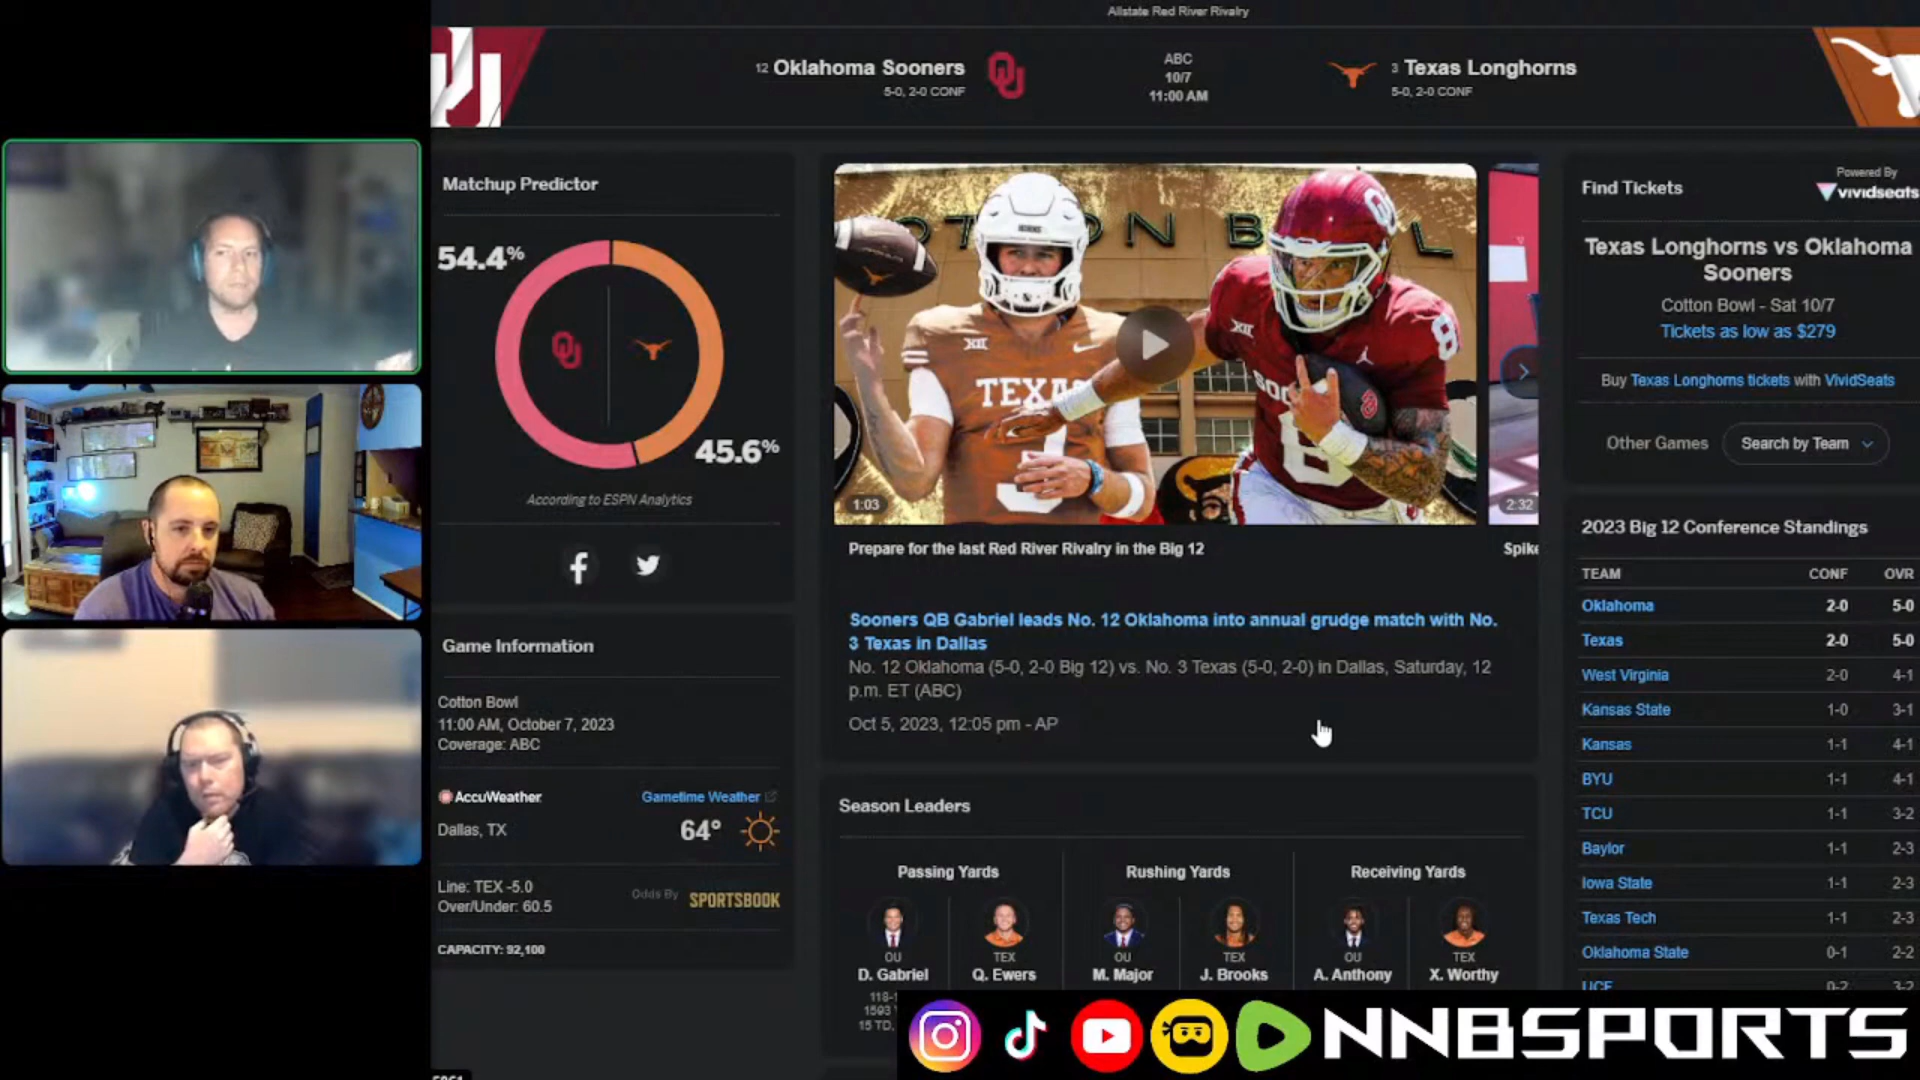 Allstate Red River Rivalry
12 Oklahoma Sooners
5-0, 2-0 CONF
ABC
10/7
11:00 AM
3 Texas Longhorns
5-0, 2-0 CONF
Matchup Predictor
54.4%
45.6%
According to ESPN Analytics
Game Information
Cotton Bowl
11:00 AM, October 7, 2023
Coverage: ABC
AccuWeather
Gametime Weather
Dallas, TX
64°
Line: TEX -5.0
Over/Under: 60.5
Odds By SPORTSBOOK
CAPACITY: 92,100
TEXAS
3
8
8
XII
XII
1:03
2:32
Prepare for the last Red River Rivalry in the Big 12
Spike
Sooners QB Gabriel leads No. 12 Oklahoma into annual grudge match with No.
3 Texas in Dallas
No. 12 Oklahoma (5-0, 2-0 Big 12) vs. No. 3 Texas (5-0, 2-0) in Dallas, Saturday, 12
p.m. ET (ABC)
Oct 5, 2023, 12:05 pm - AP
Season Leaders
Passing Yards
Rushing Yards
Receiving Yards
OU
D. Gabriel
TEX
Q. Ewers
OU
M. Major
TEX
J. Brooks
OU
A. Anthony
TEX
X. Worthy
15 TD,
Find Tickets
Powered By
vividseats
Texas Longhorns vs Oklahoma
Sooners
Cotton Bowl - Sat 10/7
Tickets as low as $279
Buy Texas Longhorns tickets with VividSeats
Other Games
Search by Team
2023 Big 12 Conference Standings
TEAM CONF OVR
Oklahoma 2-0 5-0
Texas 2-0 5-0
West Virginia 2-0 4-1
Kansas State 1-0 3-1
Kansas 1-1 4-1
BYU 1-1 4-1
TCU 1-1 3-2
Baylor 1-1 2-3
Iowa State 1-1 2-3
Texas Tech 1-1 2-3
Oklahoma State 0-1 2-2
UCF 0-2 3-2
NNBSPORTS